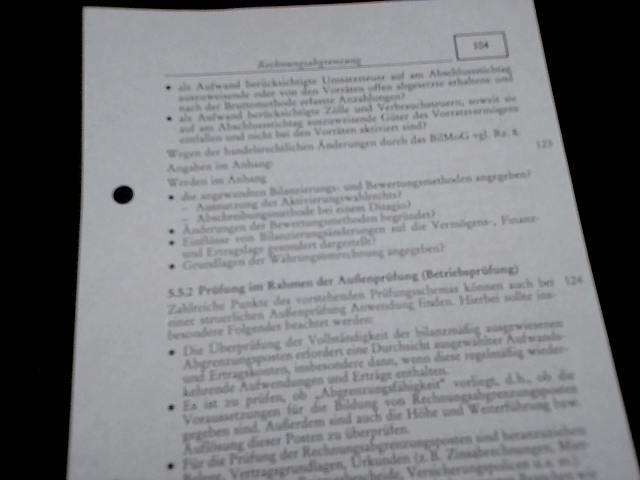 Rechnungsabgrenzung
104
• als Aufwand berücksichtigte Umsatzsteuer auf am Abschlussstichtag
auszuweisende oder von den Vorräten offen abgesetzte erhaltene und
nach der Bruttomethode erfasste Anzahlungen?
• als Aufwand berücksichtigte Zölle und Verbrauchsteuern, soweit sie
auf am Abschlussstichtag auszuweisende Güter des Vorratsvermögens
entfallen und nicht bei den Vorräten aktiviert sind?
Wegen der handelsrechtlichen Änderungen durch das BilMoG vgl. Rz. 8.
Angaben im Anhang: 123
Werden im Anhang
• die angewandten Bilanzierungs- und Bewertungsmethoden angegeben?
– Ausnutzung des Aktivierungswahlrechts?
– Abschreibungsmethode bei einem Disagio?
• Änderungen der Bewertungsmethoden begründet?
• Einflüsse von Bilanzierungsänderungen auf die Vermögens-, Finanz-
und Ertragslage gesondert dargestellt?
• Grundlagen der Währungsumrechnung angegeben?
5.5.2 Prüfung im Rahmen der Außenprüfung (Betriebsprüfung)
Zahlreiche Punkte des vorstehenden Prüfungsschemas können auch bei 124
einer steuerlichen Außenprüfung Anwendung finden. Hierbei sollte ins-
besondere Folgendes beachtet werden:
• Die Überprüfung der Vollständigkeit der bilanzmäßig ausgewiesenen
Abgrenzungsposten erfordert eine Durchsicht ausgewählter Aufwands-
und Ertragskonten, insbesondere dann, wenn diese regelmäßig wieder-
kehrende Aufwendungen und Erträge enthalten.
• Es ist zu prüfen, ob „Abgrenzungsfähigkeit" vorliegt, d.h., ob die
Voraussetzungen für die Bildung von Rechnungsabgrenzungsposten
gegeben sind. Außerdem sind auch die Höhe und Weiterführung bzw.
Auflösung dieser Posten zu überprüfen.
• Für die Prüfung der Rechnungsabgrenzungsposten sind heranzuziehen:
Vertragsgrundlagen, Urkunden (z.B. Zinsabrechnungen,
Versicherungspolicen u.a.m.).